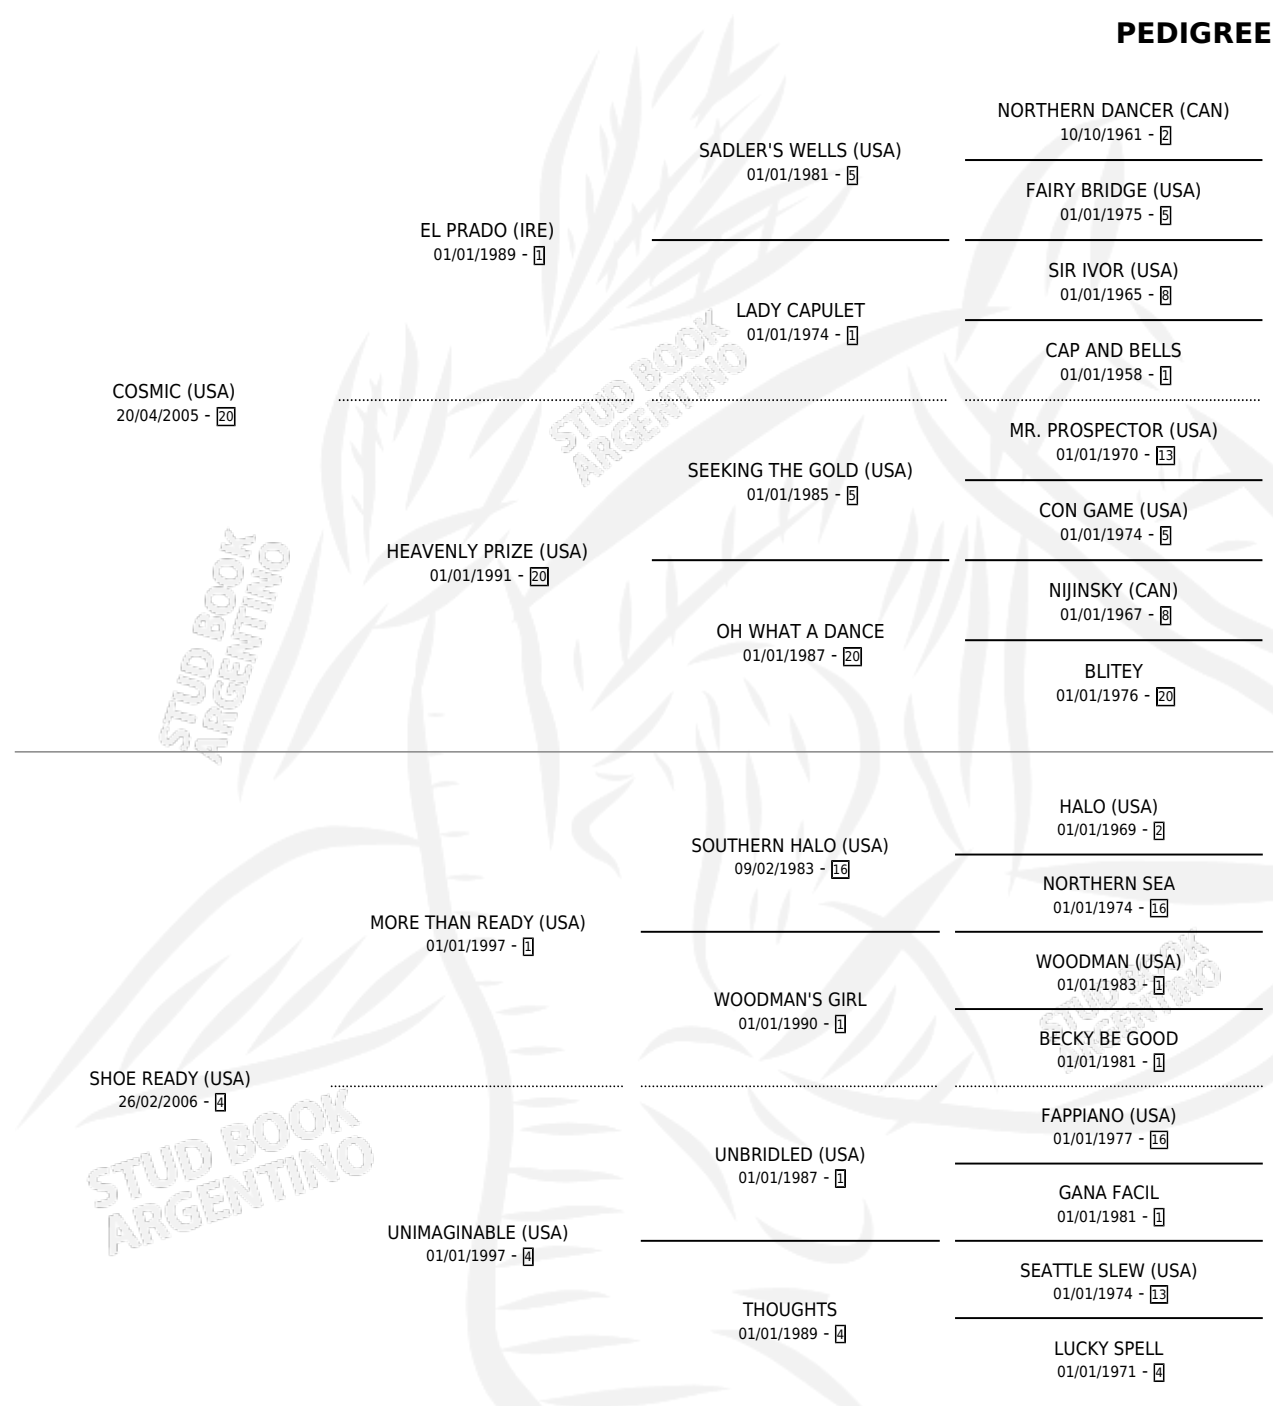 PEDIGREE
NORTHERN DANCER (CAN)
10/10/1961 - 2
SADLER'S WELLS (USA)
01/01/1981 - 5
FAIRY BRIDGE (USA)
01/01/1975 - 5
EL PRADO (IRE)
01/01/1989 - 1
SIR IVOR (USA)
01/01/1965 - 8
LADY CAPULET
01/01/1974 - 1
CAP AND BELLS
01/01/1958 - 1
COSMIC (USA)
20/04/2005 - 20
MR. PROSPECTOR (USA)
01/01/1970 - 13
SEEKING THE GOLD (USA)
01/01/1985 - 5
CON GAME (USA)
01/01/1974 - 5
HEAVENLY PRIZE (USA)
01/01/1991 - 20
NIJINSKY (CAN)
01/01/1967 - 8
OH WHAT A DANCE
01/01/1987 - 20
BLITEY
01/01/1976 - 20
HALO (USA)
01/01/1969 - 2
SOUTHERN HALO (USA)
09/02/1983 - 16
NORTHERN SEA
01/01/1974 - 16
MORE THAN READY (USA)
01/01/1997 - 1
WOODMAN (USA)
01/01/1983 - 1
WOODMAN'S GIRL
01/01/1990 - 1
BECKY BE GOOD
01/01/1981 - 1
SHOE READY (USA)
26/02/2006 - 4
FAPPIANO (USA)
01/01/1977 - 16
UNBRIDLED (USA)
01/01/1987 - 1
GANA FACIL
01/01/1981 - 1
UNIMAGINABLE (USA)
01/01/1997 - 4
SEATTLE SLEW (USA)
01/01/1974 - 13
THOUGHTS
01/01/1989 - 4
LUCKY SPELL
01/01/1971 - 4
STUD BOOK
ARGENTINO
STUD BOOK
ARGENTINO
STUD BOOK
ARGENTINO
STUD BOOK
ARGENTINO